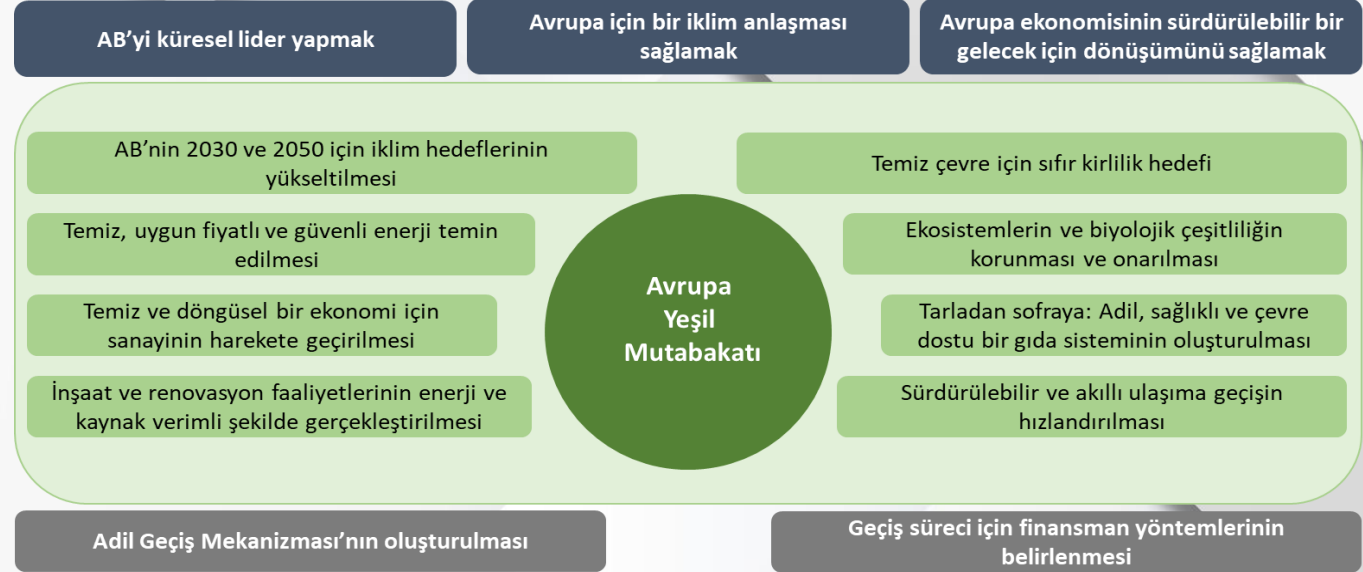 AB’yi küresel lider yapmak
Avrupa için bir iklim anlaşması
sağlamak
Avrupa ekonomisinin sürdürülebilir bir
gelecek için dönüşümünü sağlamak
AB’nin 2030 ve 2050 için iklim hedeflerinin
yükseltilmesi
Temiz, uygun fiyatlı ve güvenli enerji temin
edilmesi
Temiz ve döngüsel bir ekonomi için
sanayinin harekete geçirilmesi
İnşaat ve renovasyon faaliyetlerinin enerji ve
kaynak verimli şekilde gerçekleştirilmesi
Avrupa
Yeşil
Mutabakatı
Temiz çevre için sıfır kirlilik hedefi
Ekosistemlerin ve biyolojik çeşitliliğin
korunması ve onarılması
Tarladan sofraya: Adil, sağlıklı ve çevre
dostu bir gıda sisteminin oluşturulması
Sürdürülebilir ve akıllı ulaşıma geçişin
hızlandırılması
Adil Geçiş Mekanizması’nın oluşturulması
Geçiş süreci için finansman yöntemlerinin
belirlenmesi